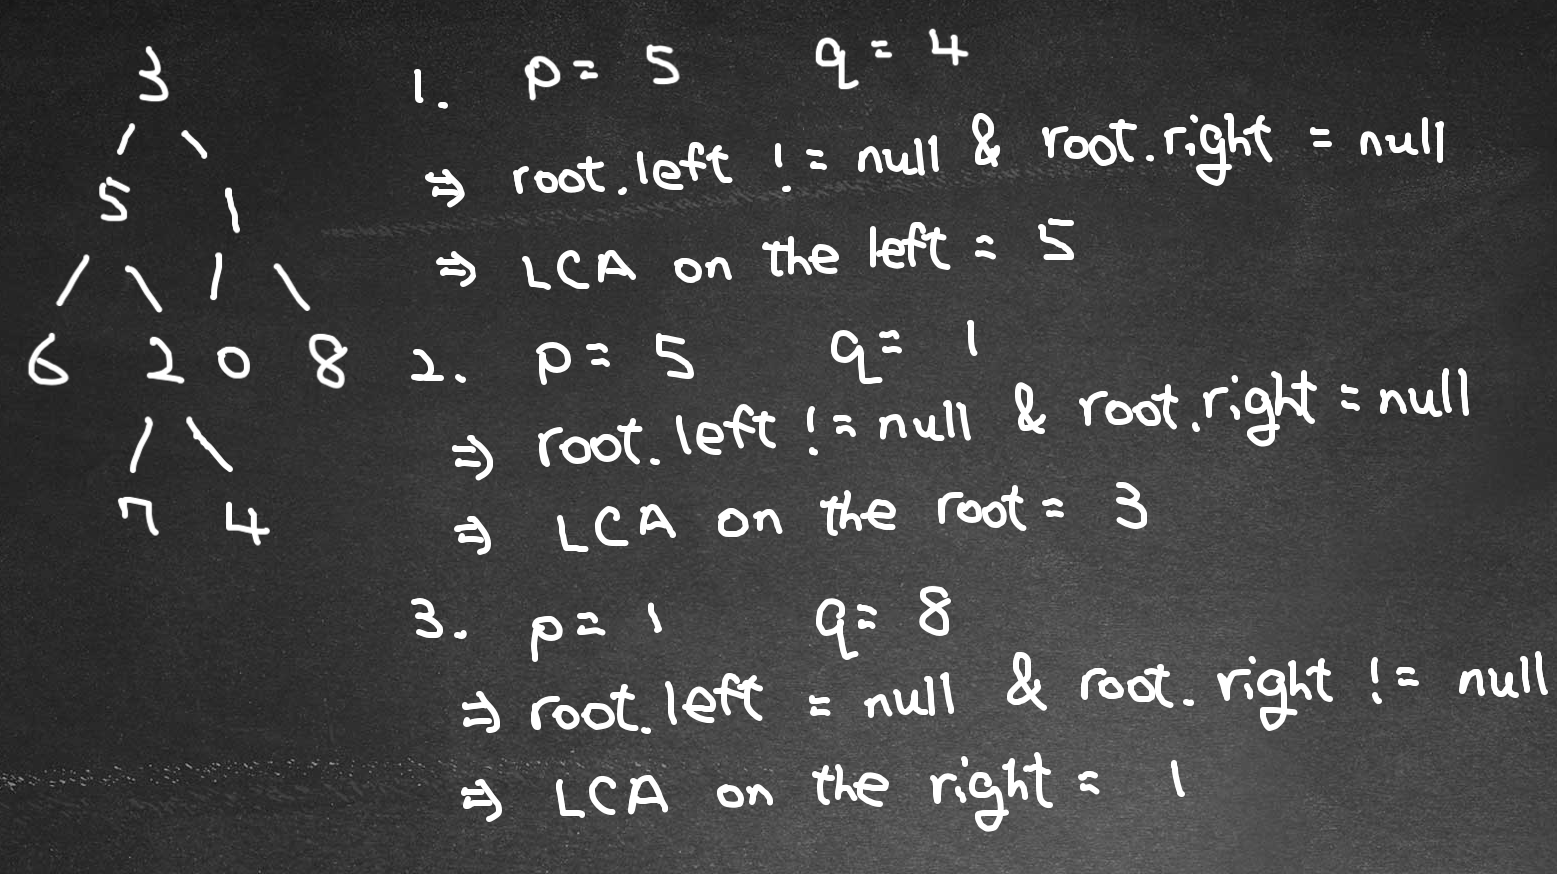 3
5 1
6 2 0 8
7 4
1. p = 5 q = 4
⇒ root.left != null & root.right = null
⇒ LCA on the left = 5
2. p = 5 q = 1
⇒ root.left != null & root.right = null
⇒ LCA on the root = 3
3. p = 1 q = 8
⇒ root.left = null & root.right != null
⇒ LCA on the right = 1